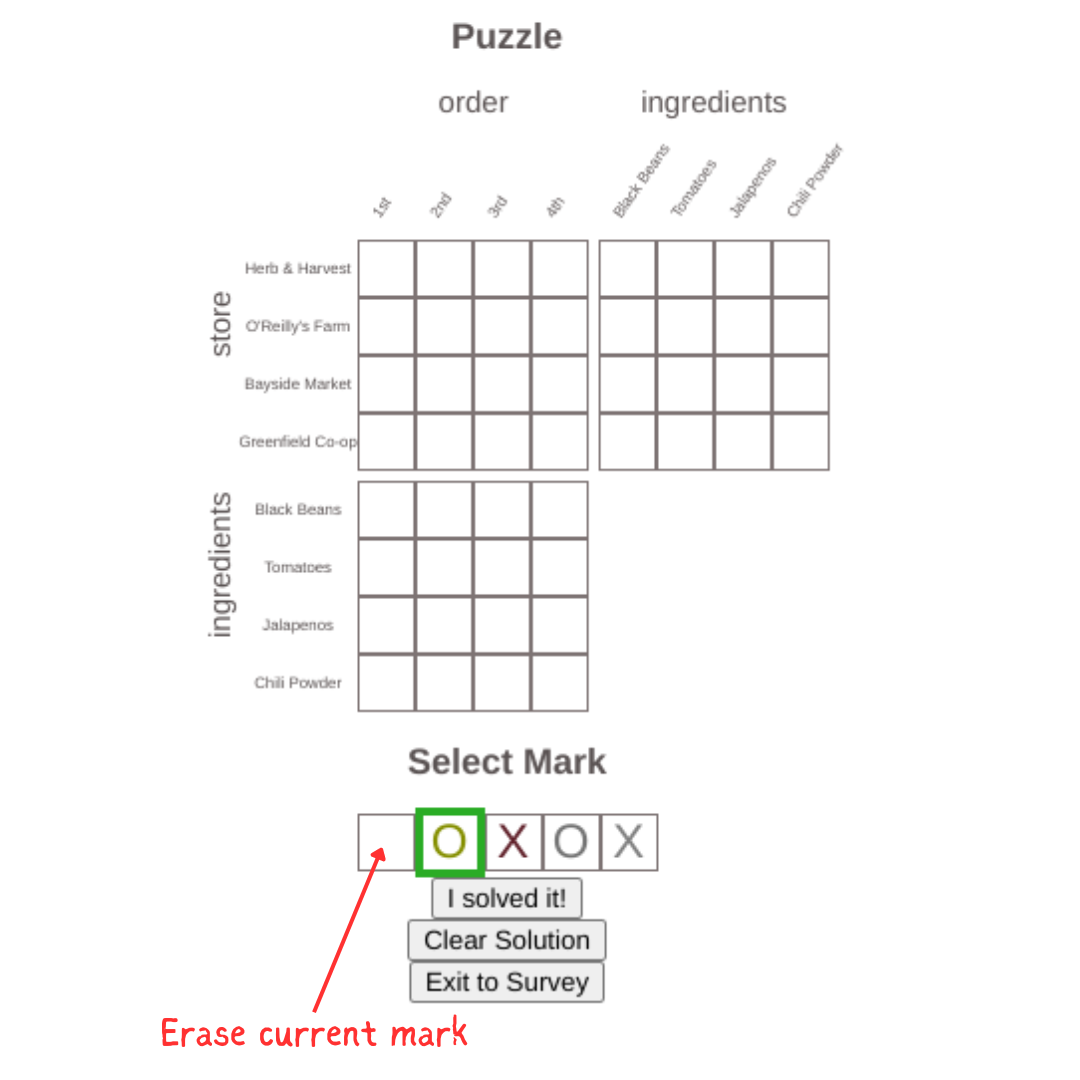 Puzzle
order ingredients
1st 2nd 3rd 4th Black Beans Tomatoes Jalapenos Chili Powder
store
Herb & Harvest
O'Reilly's Farm
Bayside Market
Greenfield Co-op
ingredients
Black Beans
Tomatoes
Jalapenos
Chili Powder
Select Mark
O X O X
I solved it!
Clear Solution
Exit to Survey
Erase current mark